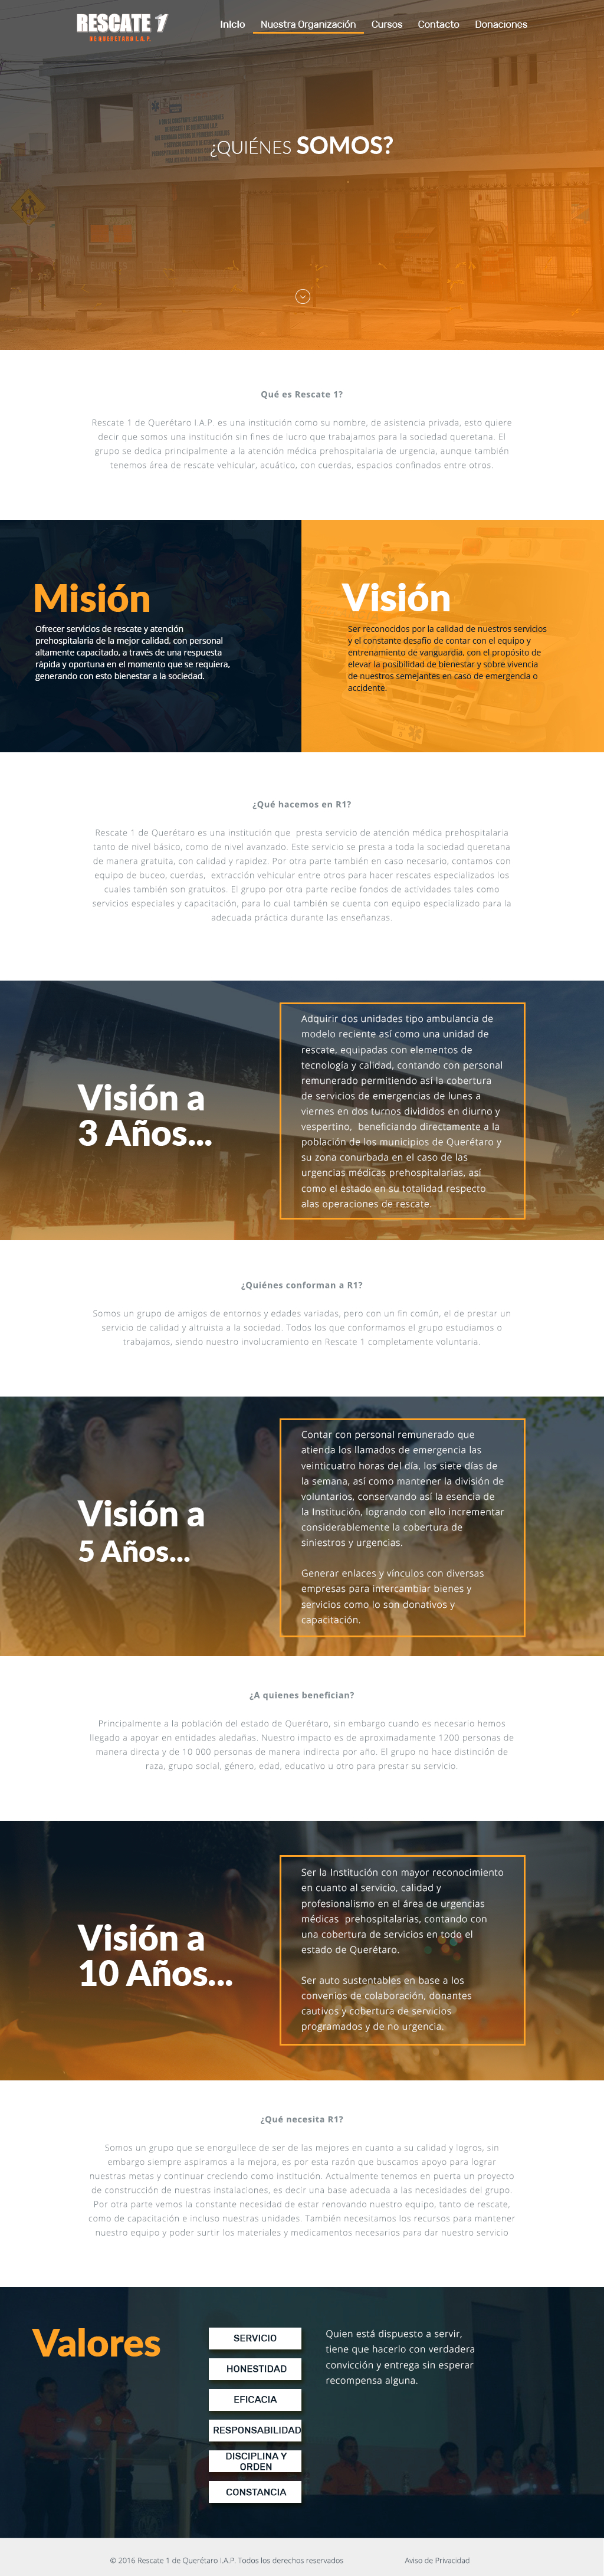 RESCATE 1
DE QUERÉTARO I.A.P.
Inicio
Nuestra Organización
Cursos
Contacto
Donaciones
¿QUIÉNES SOMOS?
Qué es Rescate 1?
Rescate 1 de Querétaro I.A.P. es una institución como su nombre, de asistencia privada, esto quiere
decir que somos una institución sin fines de lucro que trabajamos para la sociedad queretana. El
grupo se dedica principalmente a la atención médica prehospitalaria de urgencia, aunque también
tenemos área de rescate vehicular, acuático, con cuerdas, espacios confinados entre otros.
Misión
Ofrecer servicios de rescate y atención
prehospitalaria de la mejor calidad, con personal
altamente capacitado, a través de una respuesta
rápida y oportuna en el momento que se requiera,
generando con esto bienestar a la sociedad.
Visión
Ser reconocidos por la calidad de nuestros servicios
y el constante desafío de contar con el equipo y
entrenamiento de vanguardia, con el propósito de
elevar la posibilidad de bienestar y sobre vivencia
de nuestros semejantes en caso de emergencia o
accidente.
¿Qué hacemos en R1?
Rescate 1 de Querétaro es una institución que presta servicio de atención médica prehospitalaria
tanto de nivel básico, como de nivel avanzado. Este servicio se presta a toda la sociedad queretana
de manera gratuita, con calidad y rapidez. Por otra parte también en caso necesario, contamos con
equipo de buceo, cuerdas, extracción vehicular entre otros para hacer rescates especializados los
cuales también son gratuitos. El grupo por otra parte recibe fondos de actividades tales como
servicios especiales y capacitación, para lo cual también se cuenta con equipo especializado para la
adecuada práctica durante las enseñanzas.
Visión a
3 Años...
Adquirir dos unidades tipo ambulancia de
modelo reciente así como una unidad de
rescate, equipadas con elementos de
tecnología y calidad, contando con personal
remunerado permitiendo así la cobertura
de servicios de emergencias de lunes a
viernes en dos turnos divididos en diurno y
vespertino, beneficiando directamente a la
población de los municipios de Querétaro y
su zona conurbada en el caso de las
urgencias médicas prehospitalarias, así
como el estado en su totalidad respecto
alas operaciones de rescate.
¿Quiénes conforman a R1?
Somos un grupo de amigos de entornos y edades variadas, pero con un fin común, el de prestar un
servicio de calidad y altruista a la sociedad. Todos los que conformamos el grupo estudiamos o
trabajamos, siendo nuestro involucramiento en Rescate 1 completamente voluntaria.
Visión a
5 Años...
Contar con personal remunerado que
atienda los llamados de emergencia las
veinticuatro horas del día, los siete días de
la semana, así como mantener la división de
voluntarios, conservando así la esencia de
la Institución, logrando con ello incrementar
considerablemente la cobertura de
siniestros y urgencias.
Generar enlaces y vínculos con diversas
empresas para intercambiar bienes y
servicios como lo son donativos y
capacitación.
¿A quienes benefician?
Principalmente a la población del estado de Querétaro, sin embargo cuando es necesario hemos
llegado a apoyar en entidades aledañas. Nuestro impacto es de aproximadamente 1200 personas de
manera directa y de 10 000 personas de manera indirecta por año. El grupo no hace distinción de
raza, grupo social, género, edad, educativo u otro para prestar su servicio.
Visión a
10 Años...
Ser la Institución con mayor reconocimiento
en cuanto al servicio, calidad y
profesionalismo en el área de urgencias
médicas prehospitalarias, contando con
una cobertura de servicios en todo el
estado de Querétaro.
Ser auto sustentables en base a los
convenios de colaboración, donantes
cautivos y cobertura de servicios
programados y de no urgencia.
¿Qué necesita R1?
Somos un grupo que se enorgullece de ser de las mejores en cuanto a su calidad y logros, sin
embargo siempre aspiramos a la mejora, es por esta razón que buscamos apoyo para lograr
nuestras metas y continuar creciendo como institución. Actualmente tenemos en puerta un proyecto
de construcción de nuestras instalaciones, es decir una base adecuada a las necesidades del grupo.
Por otra parte vemos la constante necesidad de estar renovando nuestro equipo, tanto de rescate,
como de capacitación e incluso nuestras unidades. También necesitamos los recursos para mantener
nuestro equipo y poder surtir los materiales y medicamentos necesarios para dar nuestro servicio
Valores
SERVICIO
HONESTIDAD
EFICACIA
RESPONSABILIDAD
DISCIPLINA Y
ORDEN
CONSTANCIA
Quien está dispuesto a servir,
tiene que hacerlo con verdadera
convicción y entrega sin esperar
recompensa alguna.
© 2016 Rescate 1 de Querétaro I.A.P. Todos los derechos reservados
Aviso de Privacidad